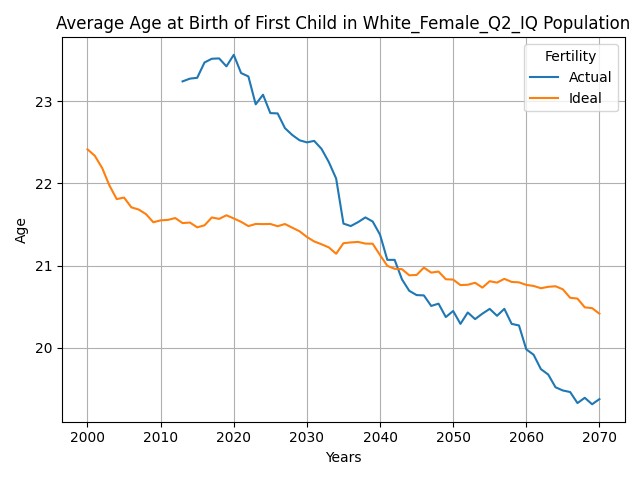 Average Age at Birth of First Child in White_Female_Q2_IQ Population
Fertility
Actual
Ideal
23
22
21
20
Age
2000 2010 2020 2030 2040 2050 2060 2070
Years